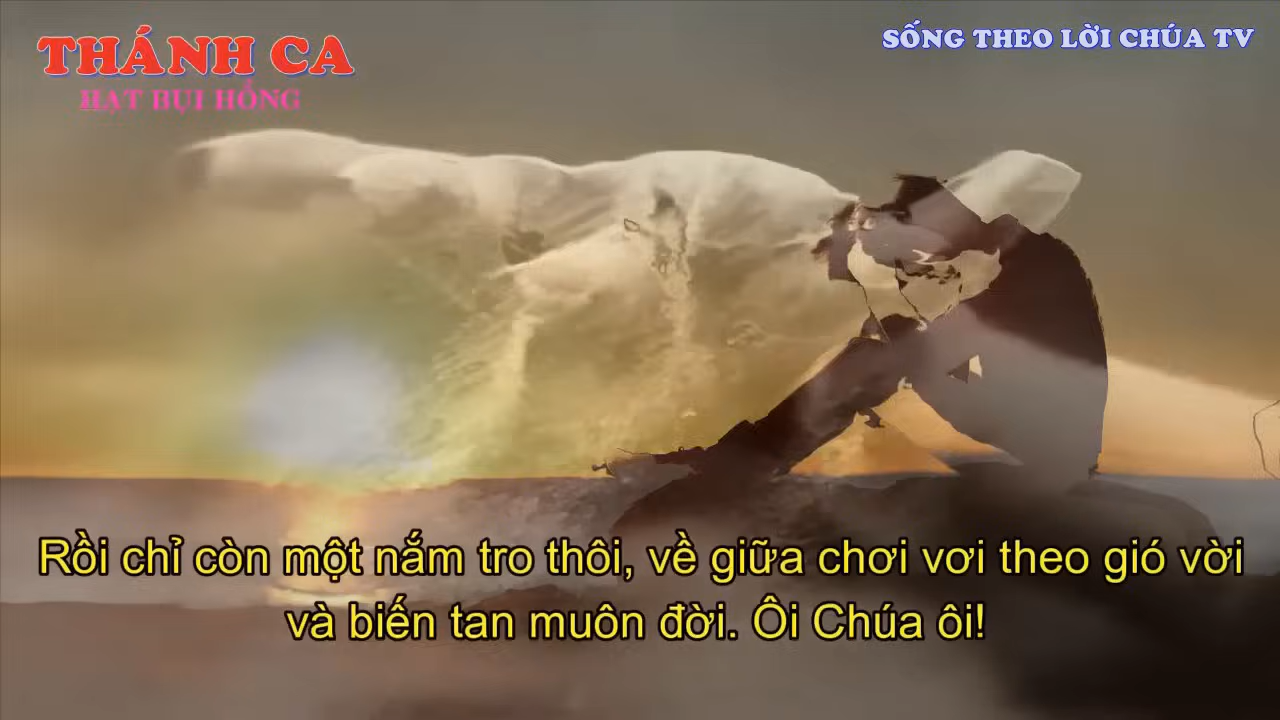 THÁNH CA
HẠT BỤI HỒNG
SỐNG THEO LỜI CHÚA TV
Rồi chỉ còn một nắm tro thôi, về giữa chơi vơi theo gió vời
và biến tan muôn đời. Ôi Chúa ôi!